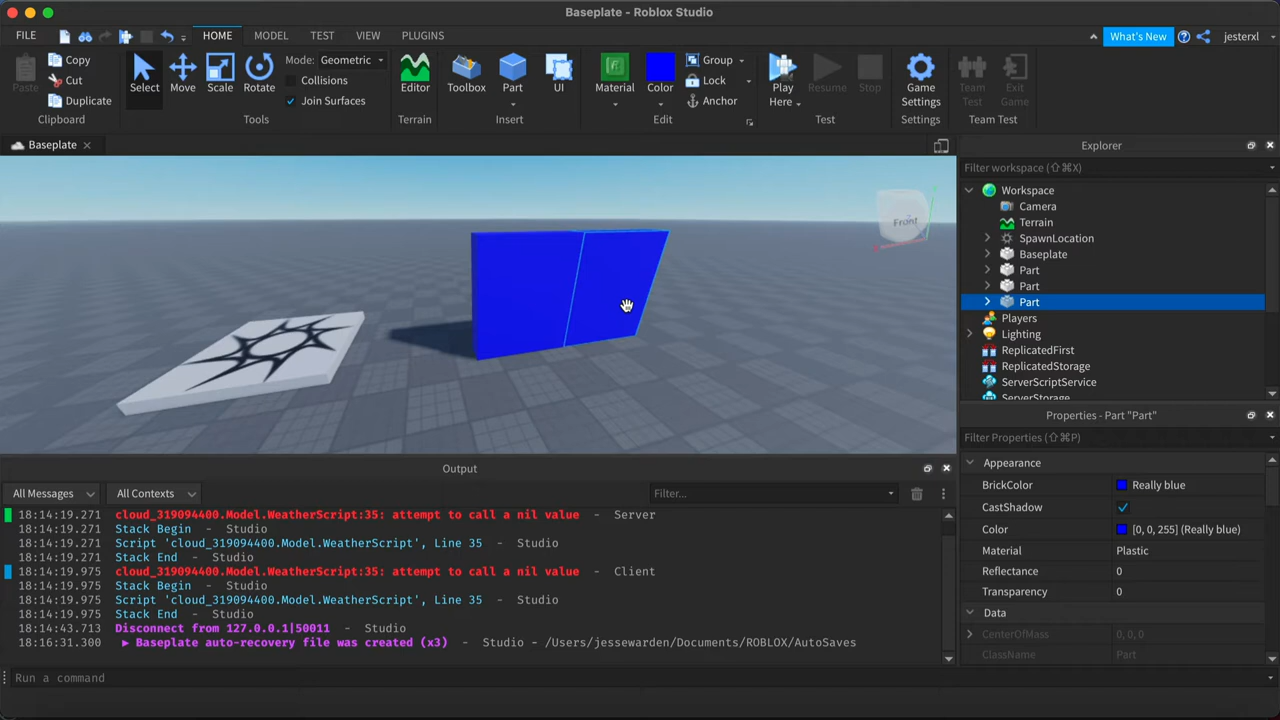 Baseplate - Roblox Studio
FILE HOME MODEL TEST VIEW PLUGINS What's New jesterxl
Paste Copy Cut Duplicate Clipboard
Select Move Scale Rotate Mode: Geometric Collisions Join Surfaces Tools
Editor Terrain
Toolbox Part UI Insert
Material Color Group Lock Anchor Edit
Play Here Resume Stop Test
Game Settings Settings
Team Test Exit Game Team Test
Baseplate
Front
Explorer
Filter workspace (⇧⌘X)
Workspace
Camera
Terrain
SpawnLocation
Baseplate
Part
Part
Part
Players
Lighting
ReplicatedFirst
ReplicatedStorage
ServerScriptService
ServerStorage
Properties - Part "Part"
Filter Properties (⇧⌘P)
Appearance
BrickColor Really blue
CastShadow
Color [0, 0, 255] (Really blue)
Material Plastic
Reflectance 0
Transparency 0
Data
CenterOfMass 0, 0, 0
ClassName Part
Output
All Messages All Contexts Filter...
18:14:19.271 cloud_319094400.Model.WeatherScript:35: attempt to call a nil value - Server
18:14:19.271 Stack Begin - Studio
18:14:19.271 Script 'cloud_319094400.Model.WeatherScript', Line 35 - Studio
18:14:19.271 Stack End - Studio
18:14:19.975 cloud_319094400.Model.WeatherScript:35: attempt to call a nil value - Client
18:14:19.975 Stack Begin - Studio
18:14:19.975 Script 'cloud_319094400.Model.WeatherScript', Line 35 - Studio
18:14:19.975 Stack End - Studio
18:14:43.713 Disconnect from 127.0.0.1|50011 - Studio
18:16:31.300 ▶ Baseplate auto-recovery file was created (x3) - Studio - /Users/jessewarden/Documents/ROBLOX/AutoSaves
Run a command